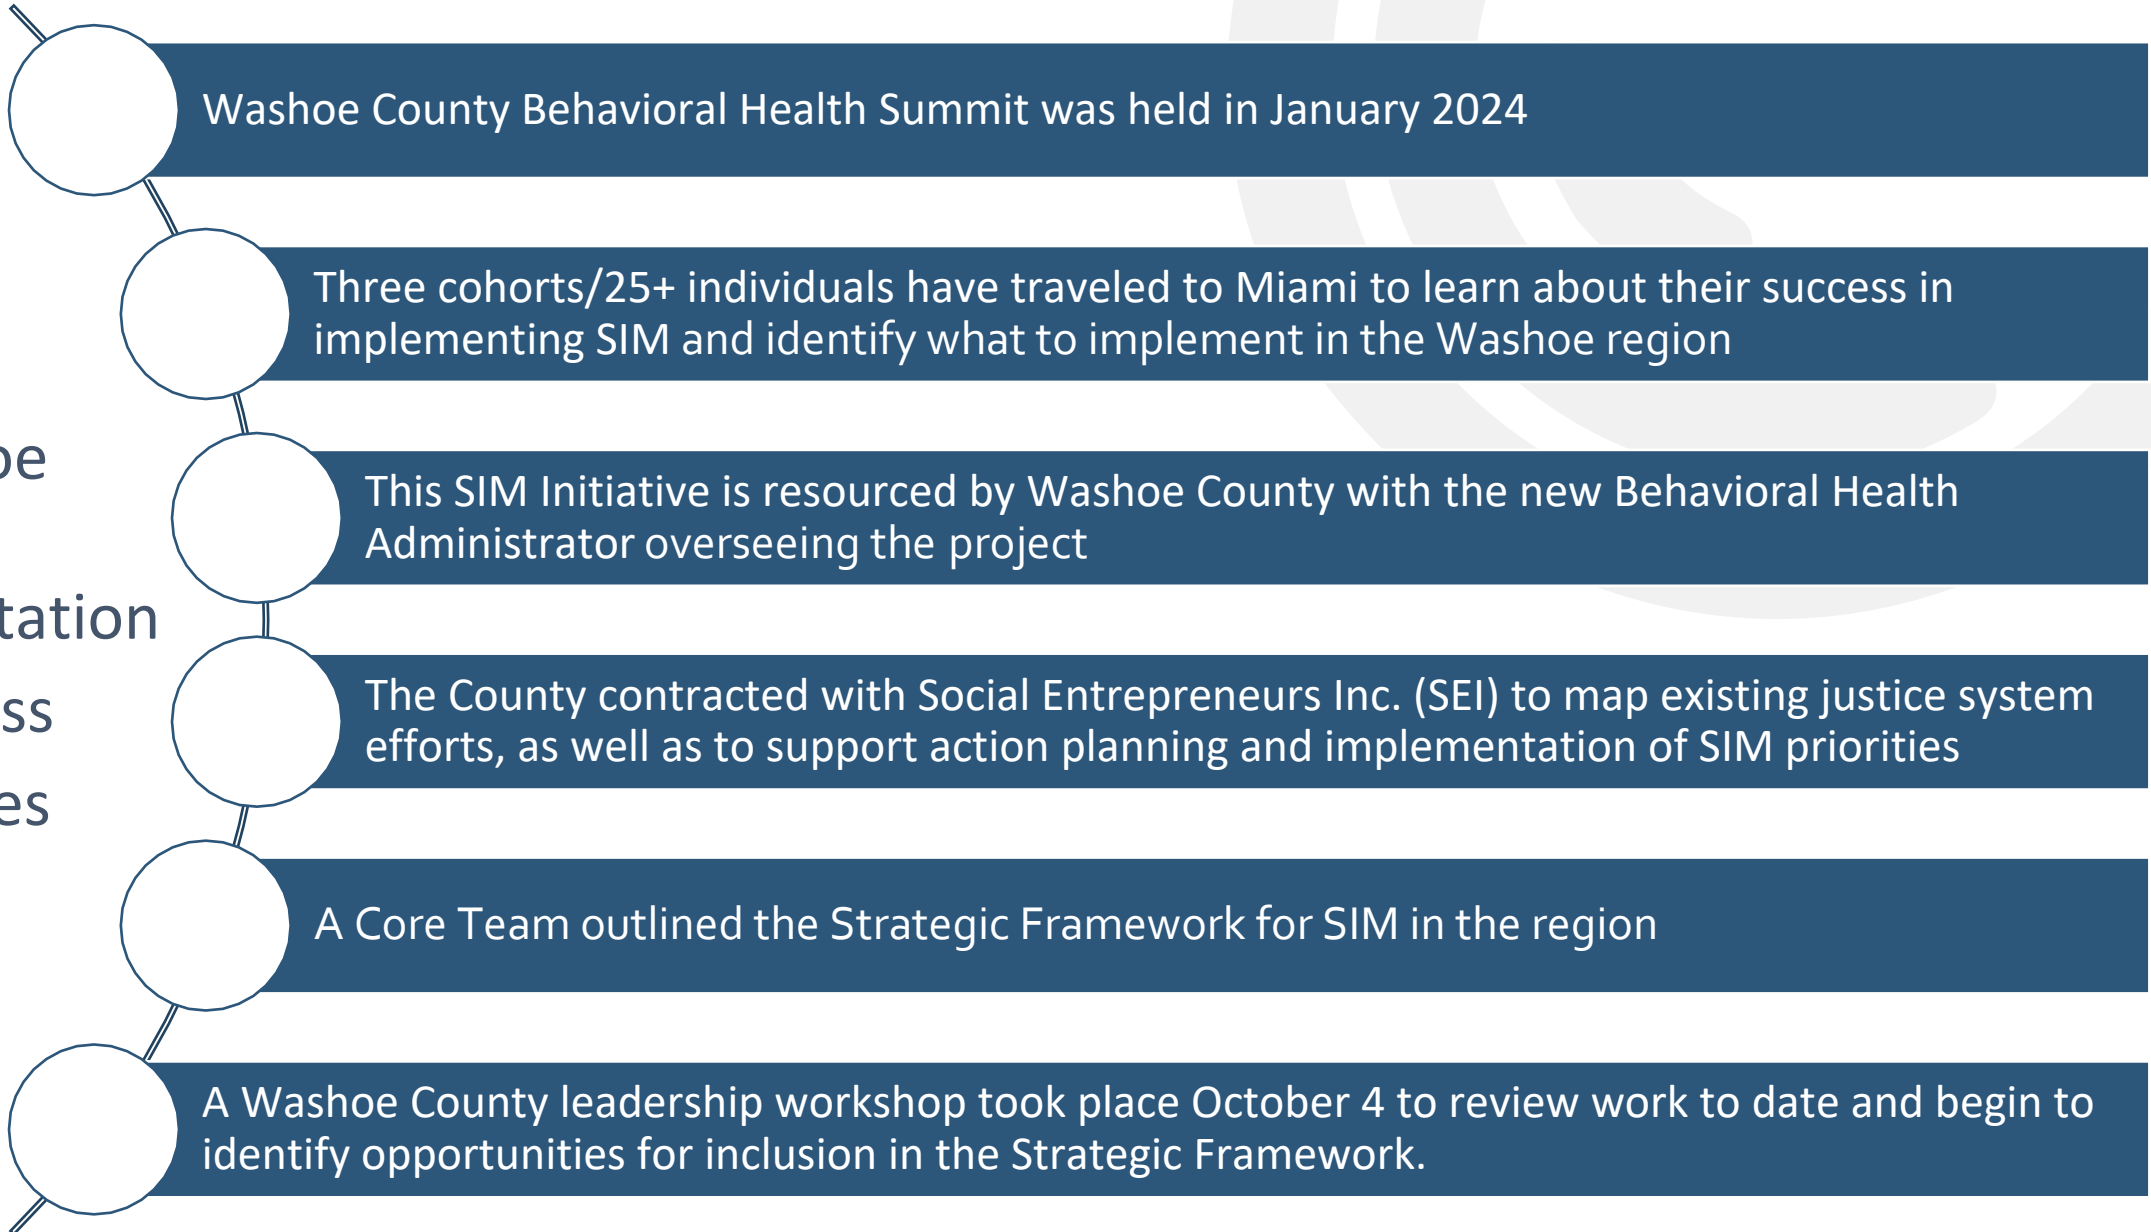 Washoe County Behavioral Health Summit was held in January 2024
Three cohorts/25+ individuals have traveled to Miami to learn about their success in
implementing SIM and identify what to implement in the Washoe region
This SIM Initiative is resourced by Washoe County with the new Behavioral Health
Administrator overseeing the project
The County contracted with Social Entrepreneurs Inc. (SEI) to map existing justice system
efforts, as well as to support action planning and implementation of SIM priorities
A Core Team outlined the Strategic Framework for SIM in the region
A Washoe County leadership workshop took place October 4 to review work to date and begin to
identify opportunities for inclusion in the Strategic Framework.